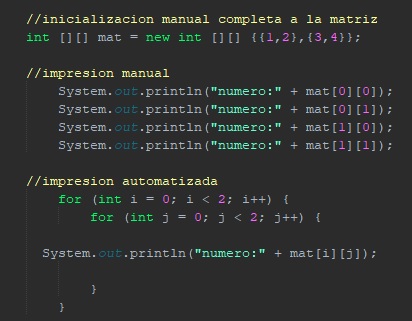 //inicializacion manual completa a la matriz
int [][] mat = new int [][] {{1,2},{3,4}};
//impresion manual
System.out.println("numero:" + mat[0][0]);
System.out.println("numero:" + mat[0][1]);
System.out.println("numero:" + mat[1][0]);
System.out.println("numero:" + mat[1][1]);
//impresion automatizada
for (int i = 0; i < 2; i++) {
for (int j = 0; j < 2; j++) {
System.out.println("numero:" + mat[i][j]);
}
}